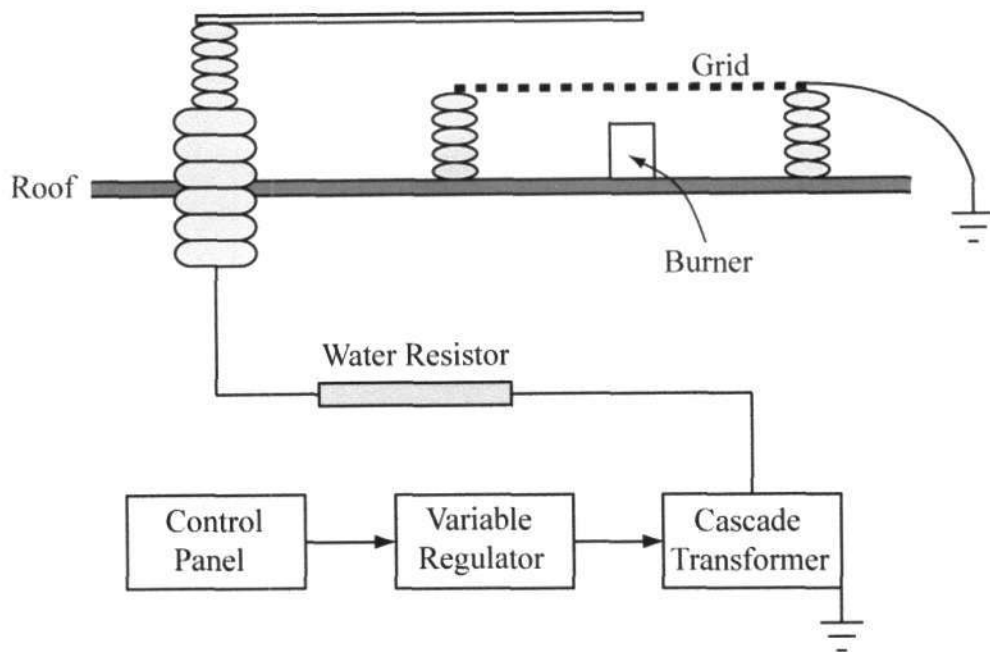 Grid
Roof
Burner
Water Resistor
Control
Panel
Variable
Regulator
Cascade
Transformer